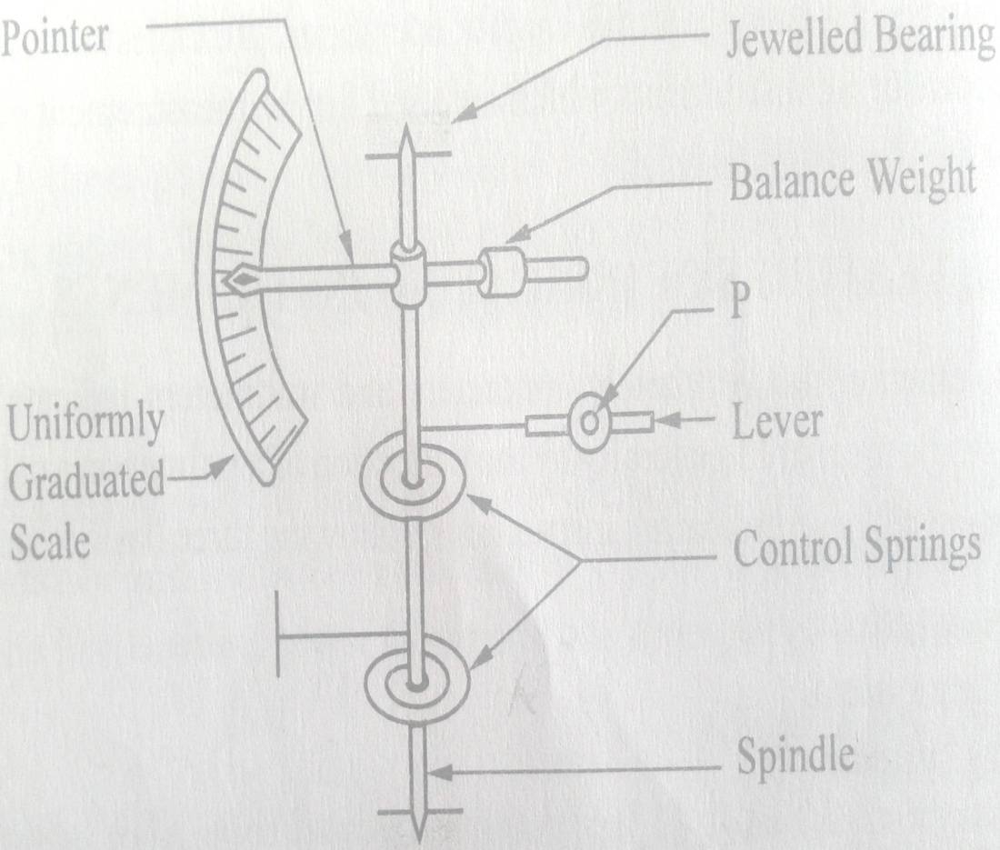 Pointer
Jewelled Bearing
Balance Weight
P
Uniformly
Graduated
Scale
Lever
Control Springs
Spindle